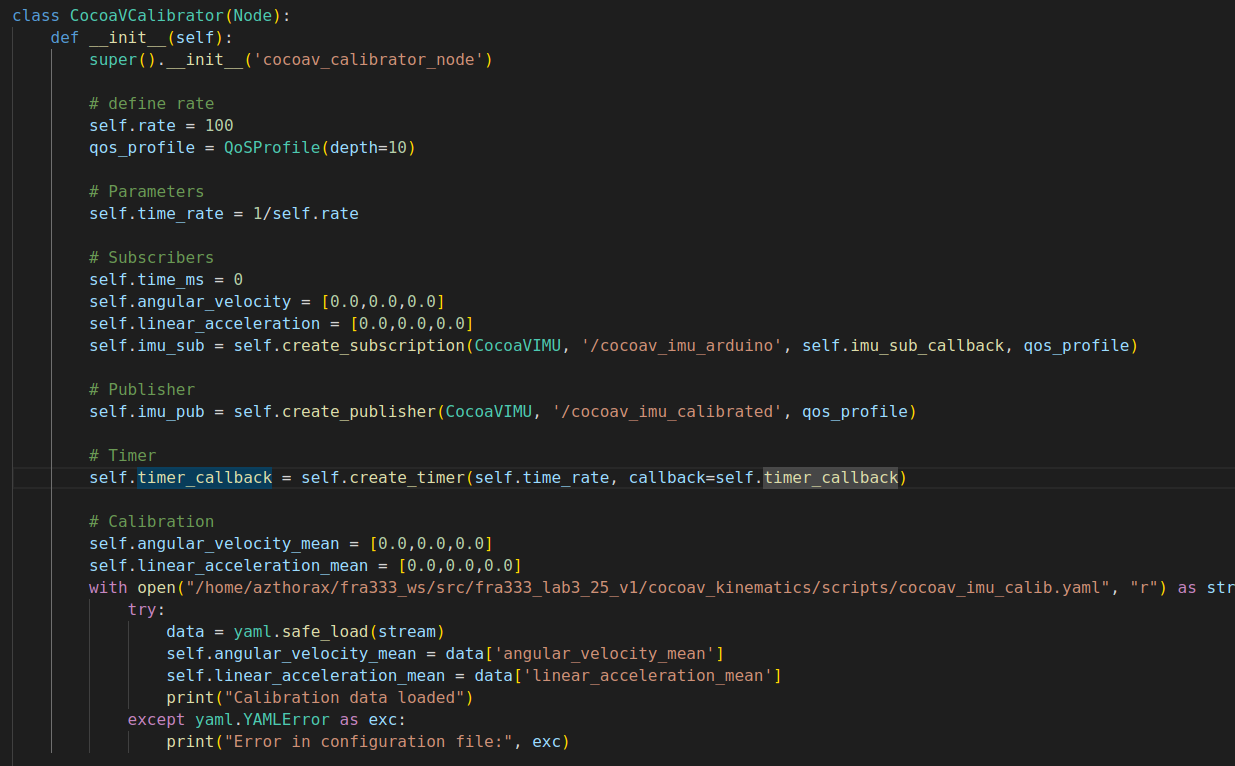 class CocoaVCalibrator(Node):
    def __init__(self):
        super().__init__('cocoav_calibrator_node')

        # define rate
        self.rate = 100
        qos_profile = QoSProfile(depth=10)

        # Parameters
        self.time_rate = 1/self.rate

        # Subscribers
        self.time_ms = 0
        self.angular_velocity = [0.0,0.0,0.0]
        self.linear_acceleration = [0.0,0.0,0.0]
        self.imu_sub = self.create_subscription(CocoaVIMU, '/cocoav_imu_arduino', self.imu_sub_callback, qos_profile)

        # Publisher
        self.imu_pub = self.create_publisher(CocoaVIMU, '/cocoav_imu_calibrated', qos_profile)

        # Timer
        self.timer_callback = self.create_timer(self.time_rate, callback=self.timer_callback)

        # Calibration
        self.angular_velocity_mean = [0.0,0.0,0.0]
        self.linear_acceleration_mean = [0.0,0.0,0.0]
        with open("/home/azthorax/fra333_ws/src/fra333_lab3_25_v1/cocoav_kinematics/scripts/cocoav_imu_calib.yaml", "r") as str
            try:
                data = yaml.safe_load(stream)
                self.angular_velocity_mean = data['angular_velocity_mean']
                self.linear_acceleration_mean = data['linear_acceleration_mean']
                print("Calibration data loaded")
            except yaml.YAMLError as exc:
                print("Error in configuration file:", exc)